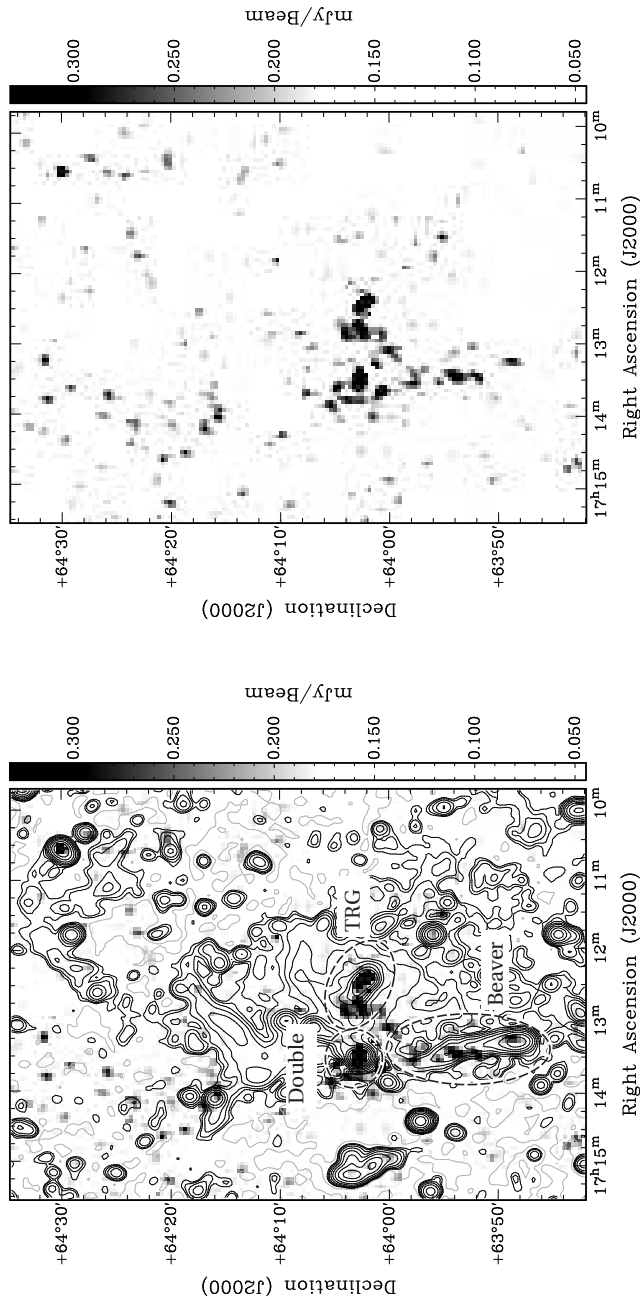 Declination (J2000)
+64°30′
+64°20′
+64°10′
+64°00′
+63°50′
17ʰ15ᵐ
14ᵐ
13ᵐ
12ᵐ
11ᵐ
10ᵐ
Right Ascension (J2000)
Double
TRG
Beaver
0.300
0.250
0.200
0.150
0.100
0.050
mJy/Beam
Declination (J2000)
+64°30′
+64°20′
+64°10′
+64°00′
+63°50′
17ʰ15ᵐ
14ᵐ
13ᵐ
12ᵐ
11ᵐ
10ᵐ
Right Ascension (J2000)
0.300
0.250
0.200
0.150
0.100
0.050
mJy/Beam